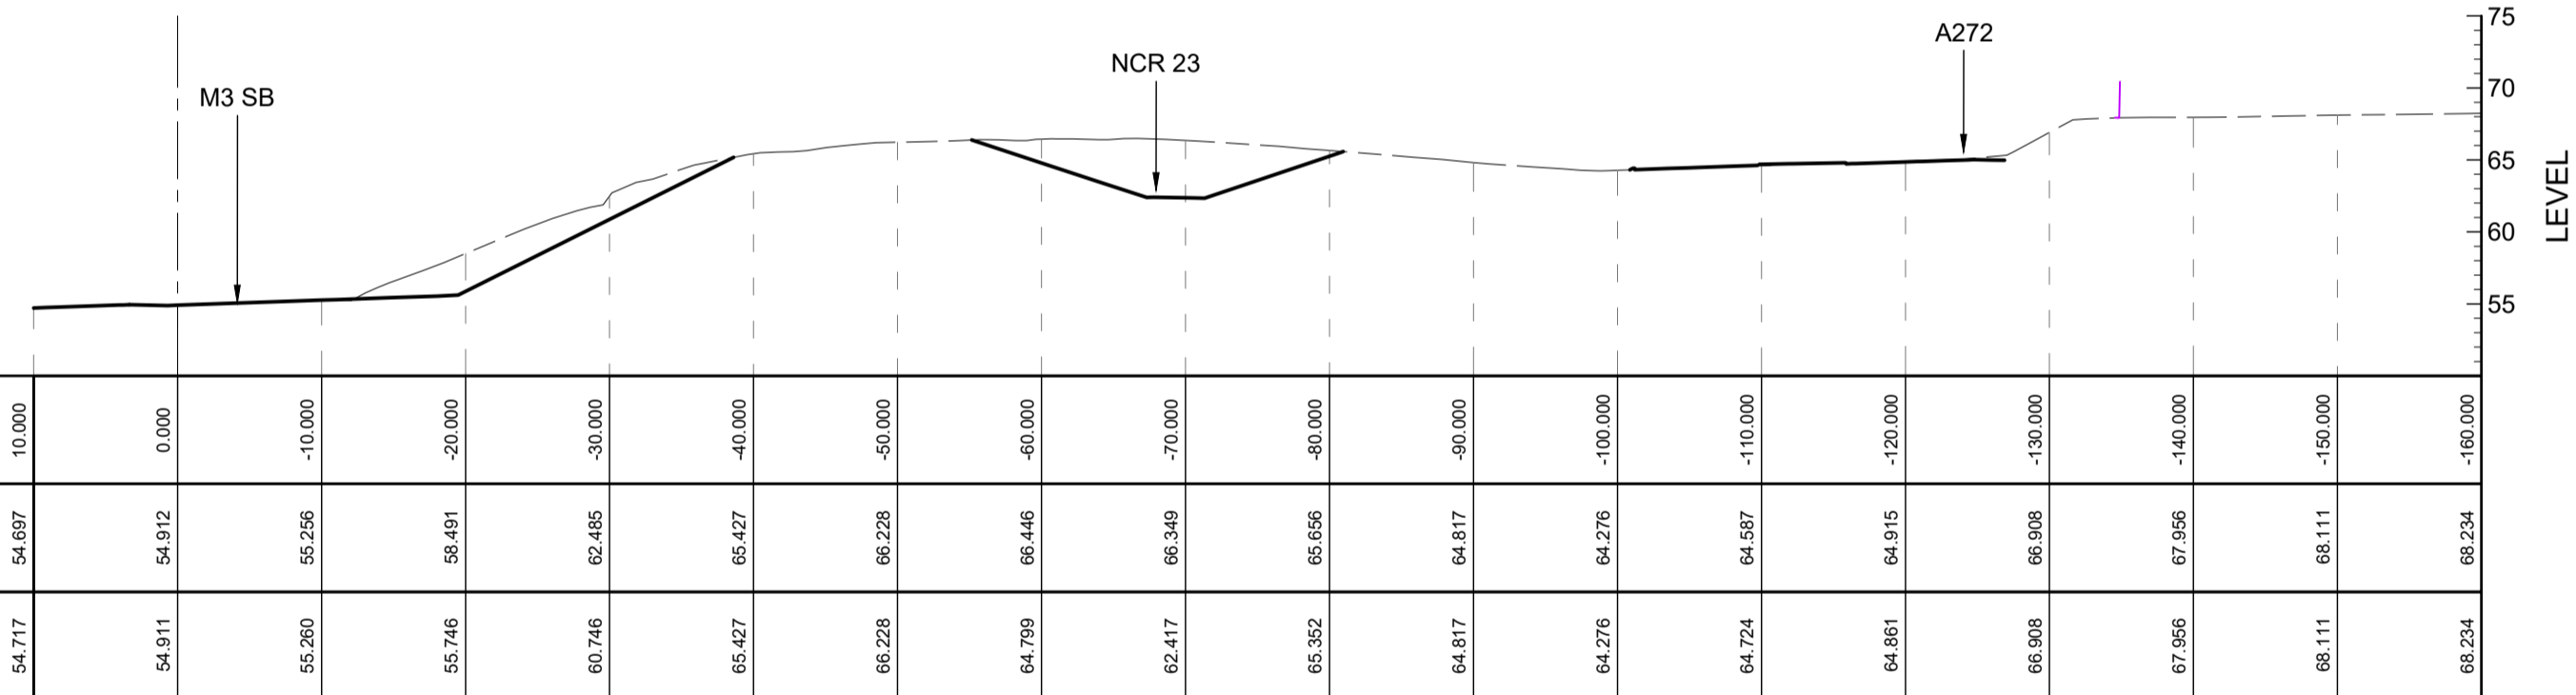 M3 SB
NCR 23
A272
75
70
65
60
55
LEVEL
10.000 0.000 -10.000 -20.000 -30.000 -40.000 -50.000 -60.000 -70.000 -80.000 -90.000 -100.000 -110.000 -120.000 -130.000 -140.000 -150.000 -160.000
54.697 54.912 55.256 58.491 62.485 65.427 66.228 66.446 66.349 65.656 64.817 64.276 64.587 64.915 66.908 67.956 68.111 68.234
54.717 54.911 55.260 55.746 60.746 65.427 66.228 64.799 62.417 65.352 64.817 64.276 64.724 64.861 66.908 67.956 68.111 68.234